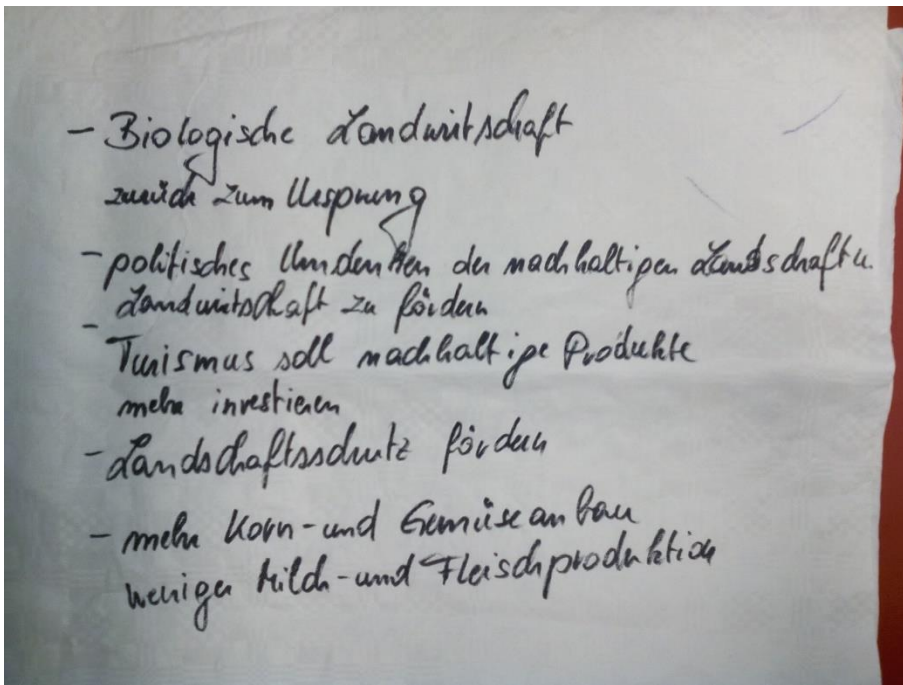 - Biologische Landwirtschaft
zurück zum Ursprung
- politisches Umdenken der nachhaltigen Landschaft u.
Landwirtschaft zu fördern
- Turismus soll nachhaltige Produkte
mehr investieren
- Landschaftsschutz fördern
- mehr Korn- und Gemüseanbau
weniger Milch- und Fleischproduktion